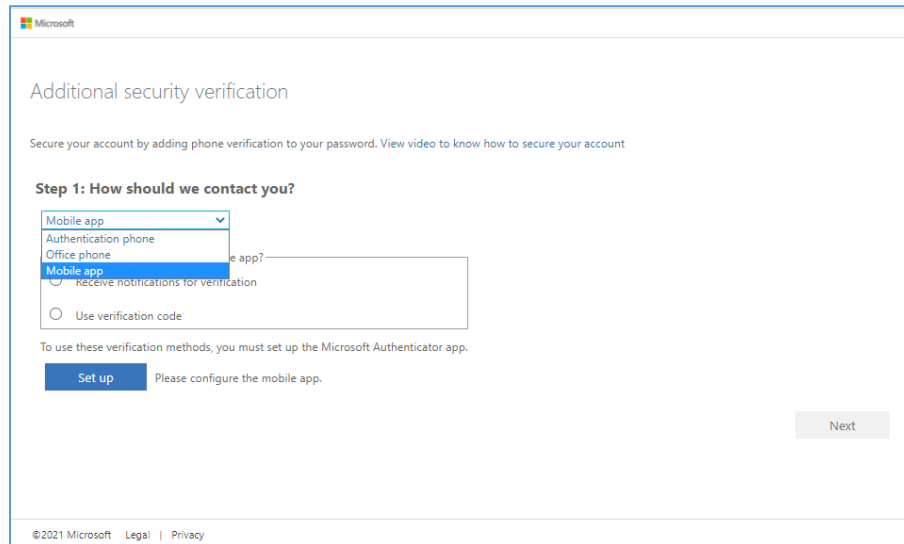 Microsoft
Additional security verification
Secure your account by adding phone verification to your password. View video to know how to secure your account
Step 1: How should we contact you?
Mobile app
Authentication phone
Office phone
Mobile app
app?
Receive notifications for verification
Use verification code
To use these verification methods, you must set up the Microsoft Authenticator app.
Set up Please configure the mobile app.
Next
©2021 Microsoft Legal | Privacy